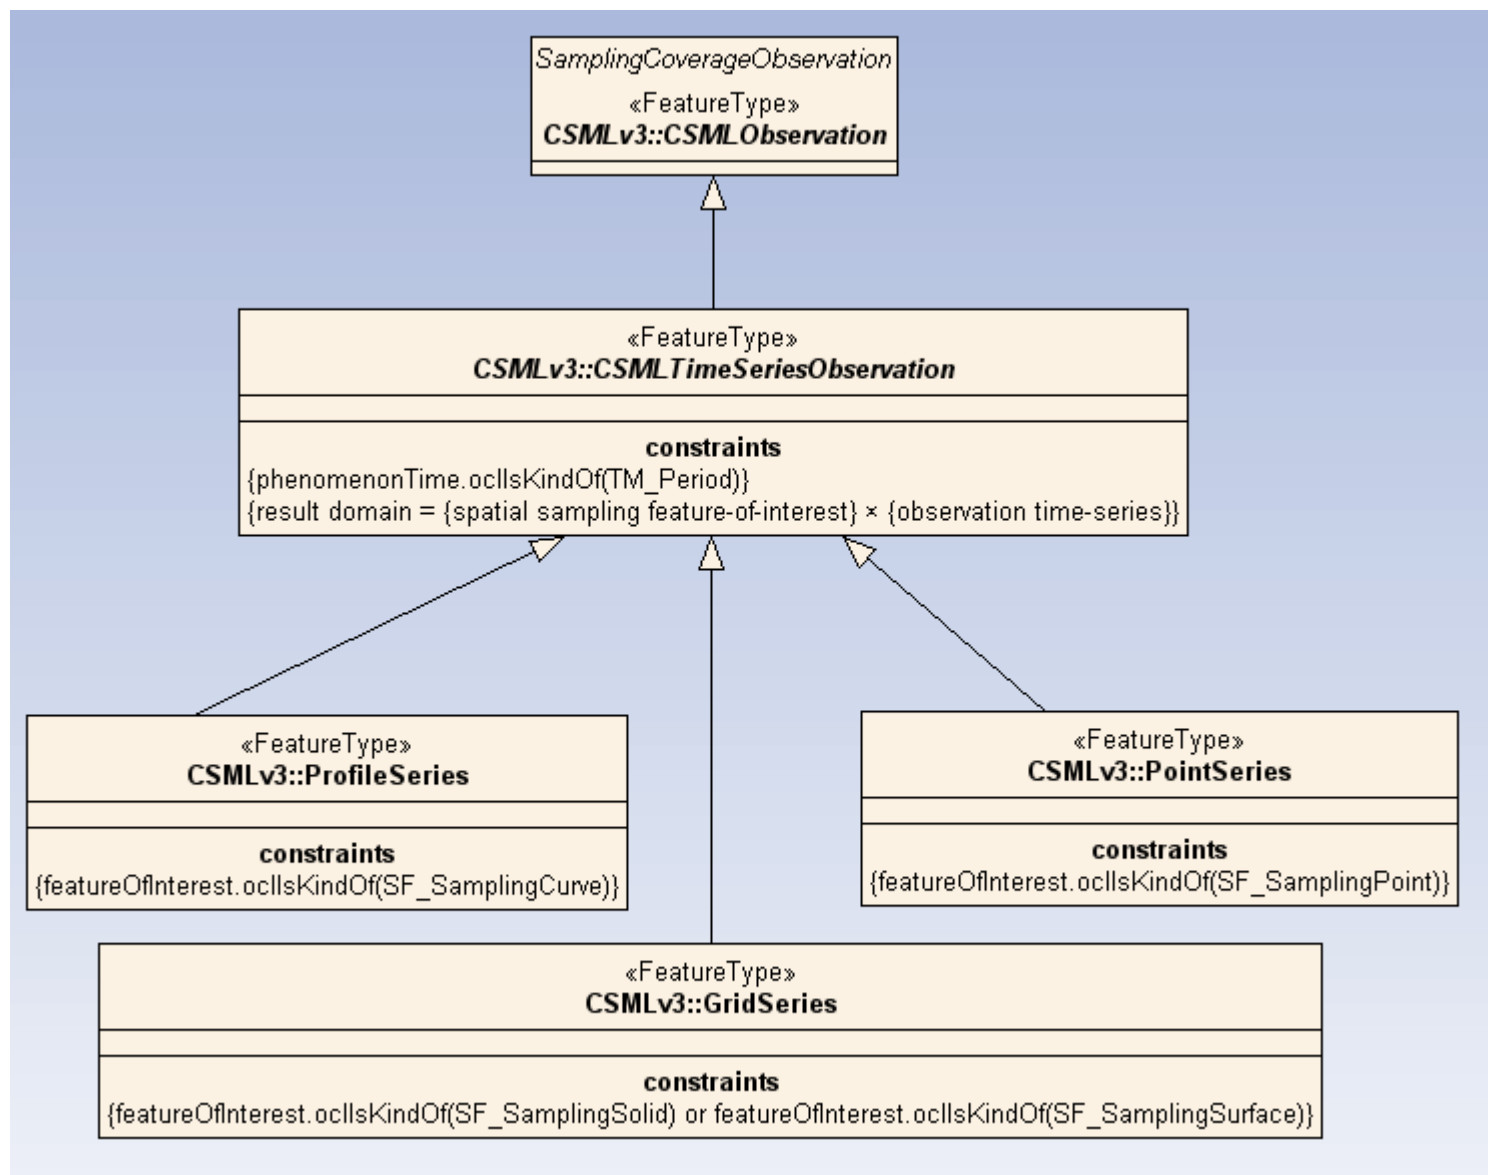 SamplingCoverageObservation
«FeatureType»
CSMLv3::CSMLObservation
«FeatureType»
CSMLv3::CSMLTimeSeriesObservation
constraints
{phenomenonTime.oclIsKindOf(TM_Period)}
{result domain = {spatial sampling feature-of-interest} × {observation time-series}}
«FeatureType»
CSMLv3::ProfileSeries
constraints
{featureOfInterest.oclIsKindOf(SF_SamplingCurve)}
«FeatureType»
CSMLv3::PointSeries
constraints
{featureOfInterest.oclIsKindOf(SF_SamplingPoint)}
«FeatureType»
CSMLv3::GridSeries
constraints
{featureOfInterest.oclIsKindOf(SF_SamplingSolid) or featureOfInterest.oclIsKindOf(SF_SamplingSurface)}